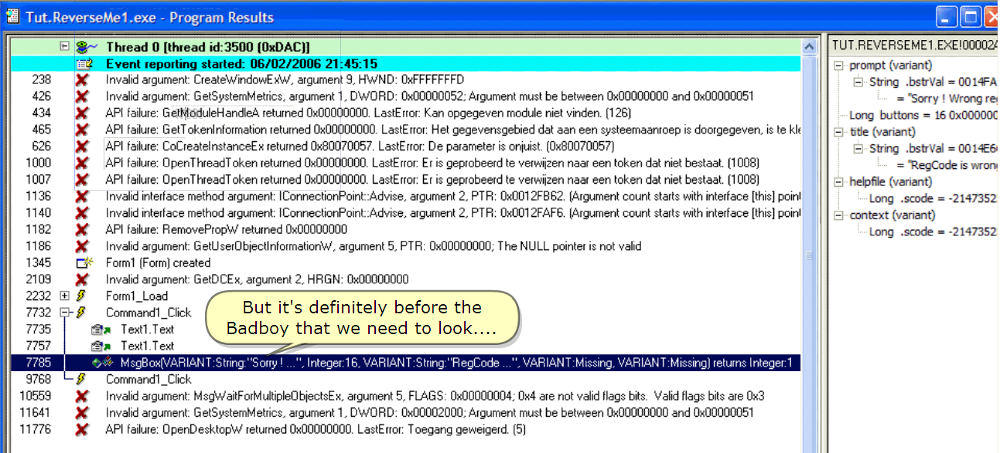 Tut.ReverseMe1.exe - Program Results
Thread 0 [thread id:3500 (0xDAC)]
Event reporting started: 06/02/2006 21:45:15
238 Invalid argument: CreateWindowExW, argument 9, HWND: 0xFFFFFFFD
426 Invalid argument: GetSystemMetrics, argument 1, DWORD: 0x00000052; Argument must be between 0x00000000 and 0x00000051
434 API failure: GetModuleHandleA returned 0x00000000. LastError: Kan opgegeven module niet vinden. (126)
465 API failure: GetTokenInformation returned 0x00000000. LastError: Het gegevensgebied dat aan een systeemaanroep is doorgegeven, is te kle
626 API failure: CoCreateInstanceEx returned 0x80070057. LastError: De parameter is onjuist. (0x80070057)
1000 API failure: OpenThreadToken returned 0x00000000. LastError: Er is geprobeerd te verwijzen naar een token dat niet bestaat. (1008)
1007 API failure: OpenThreadToken returned 0x00000000. LastError: Er is geprobeerd te verwijzen naar een token dat niet bestaat. (1008)
1136 Invalid interface method argument: IConnectionPoint::Advise, argument 2, PTR: 0x0012FB62. (Argument count starts with interface [this] point
1140 Invalid interface method argument: IConnectionPoint::Advise, argument 2, PTR: 0x0012FAF6. (Argument count starts with interface [this] point
1182 API failure: RemovePropW returned 0x00000000
1186 Invalid argument: GetUserObjectInformationW, argument 5, PTR: 0x00000000; The NULL pointer is not valid
1345 Form1 (Form) created
2109 Invalid argument: GetDCEx, argument 2, HRGN: 0x00000000
2232 Form1_Load
7732 Command1_Click
But it's definitely before the
Badboy that we need to look....
7735 Text1.Text
7757 Text1.Text
7785 MsgBox(VARIANT:String:"Sorry ! ...", Integer:16, VARIANT:String:"RegCode ...", VARIANT:Missing, VARIANT:Missing) returns Integer:1
9768 Command1_Click
10559 Invalid argument: MsgWaitForMultipleObjectsEx, argument 5, FLAGS: 0x00000004; 0x4 are not valid flags bits. Valid flags bits are 0x3
11641 Invalid argument: GetSystemMetrics, argument 1, DWORD: 0x00002000; Argument must be between 0x00000000 and 0x00000051
11776 API failure: OpenDesktopW returned 0x00000000. LastError: Toegang geweigerd. (5)
TUT.REVERSEME1.EXE!00002A
prompt (variant)
String .bstrVal = 0014FA
= "Sorry ! Wrong reg
Long buttons = 16 0x000000
title (variant)
String .bstrVal = 0014E6
= "RegCode is wrong
helpfile (variant)
Long .scode = -2147352
context (variant)
Long .scode = -2147352